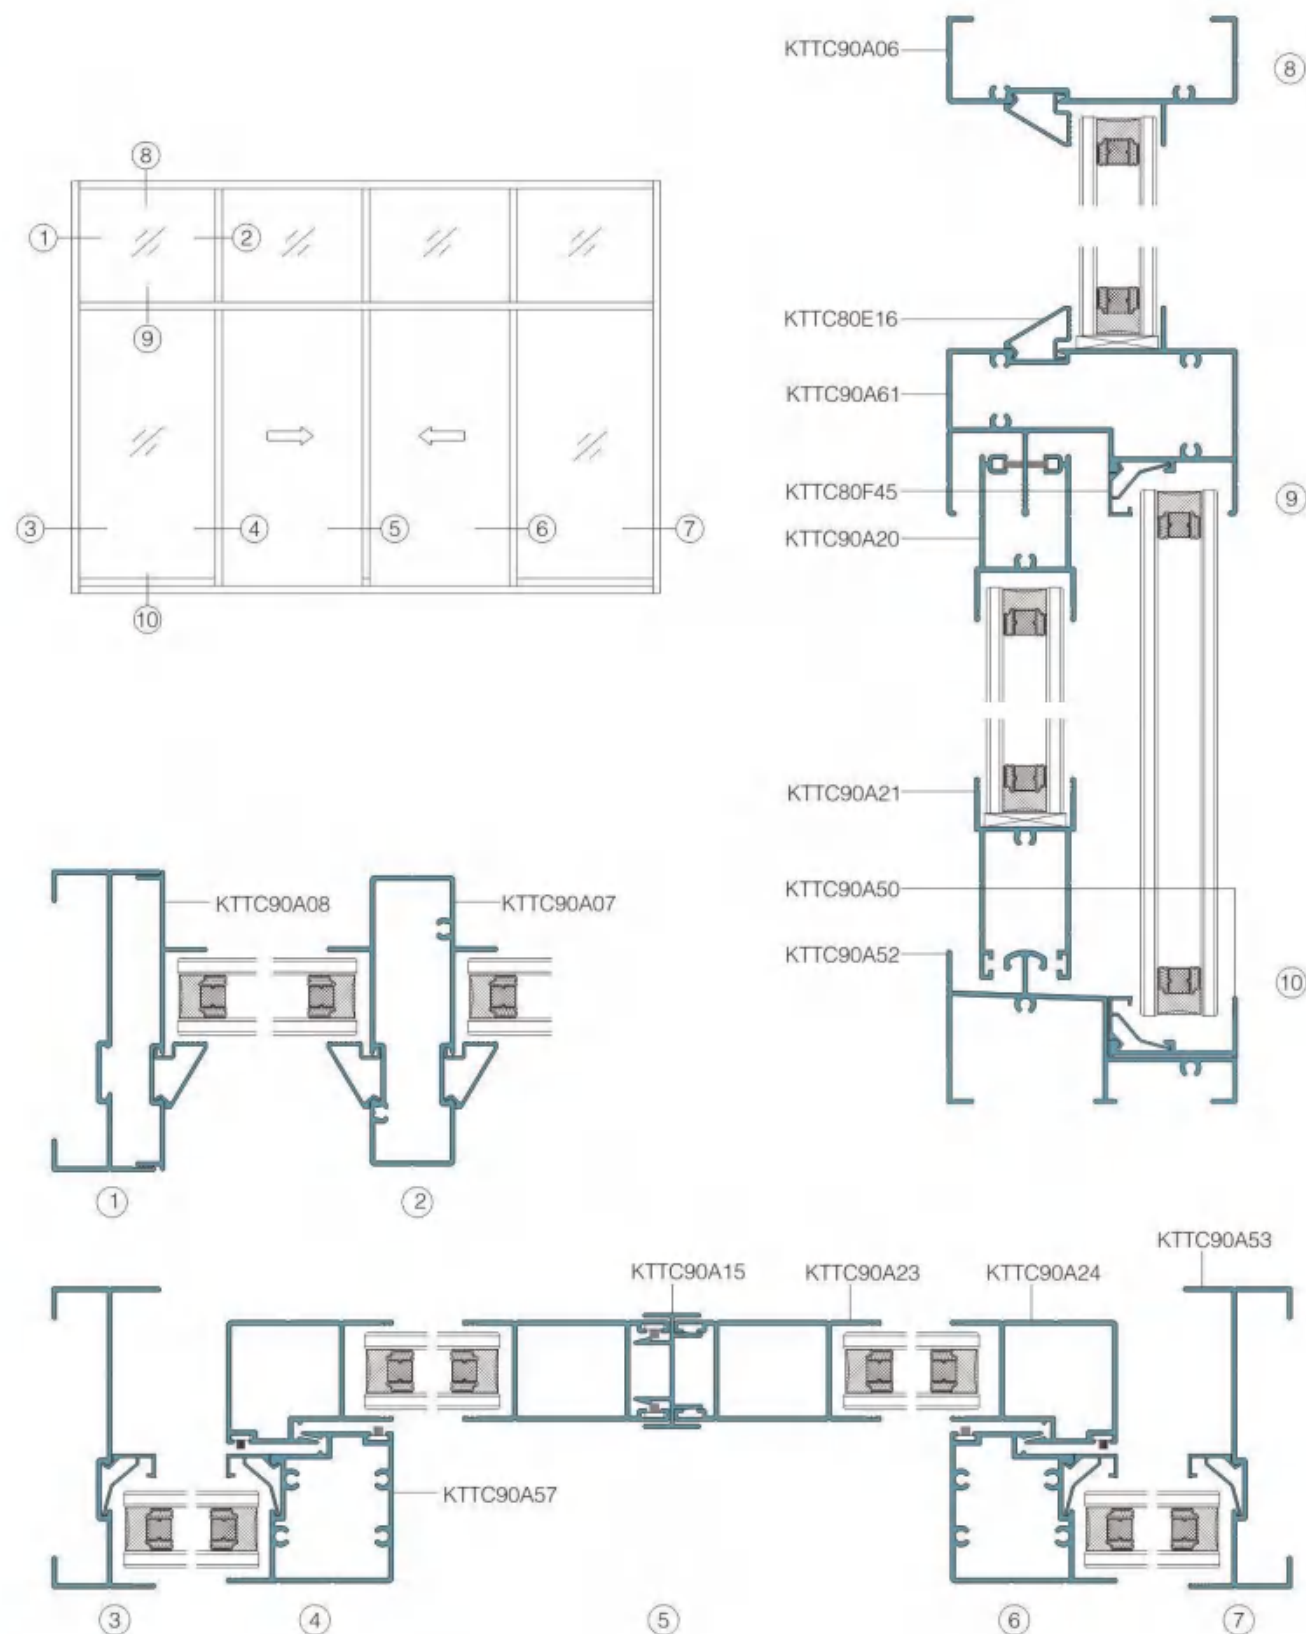 KTTC90A06
⑧
⑧
① ②
⑨
KTTC80E16
KTTC90A61
KTTC80F45
⑨
KTTC90A20
③ ④ ⑤ ⑥ ⑦
⑩
KTTC90A21
KTTC90A50
KTTC90A08 KTTC90A07
KTTC90A52
⑩
① ②
KTTC90A53
KTTC90A15 KTTC90A23 KTTC90A24
KTTC90A57
③ ④ ⑤ ⑥ ⑦